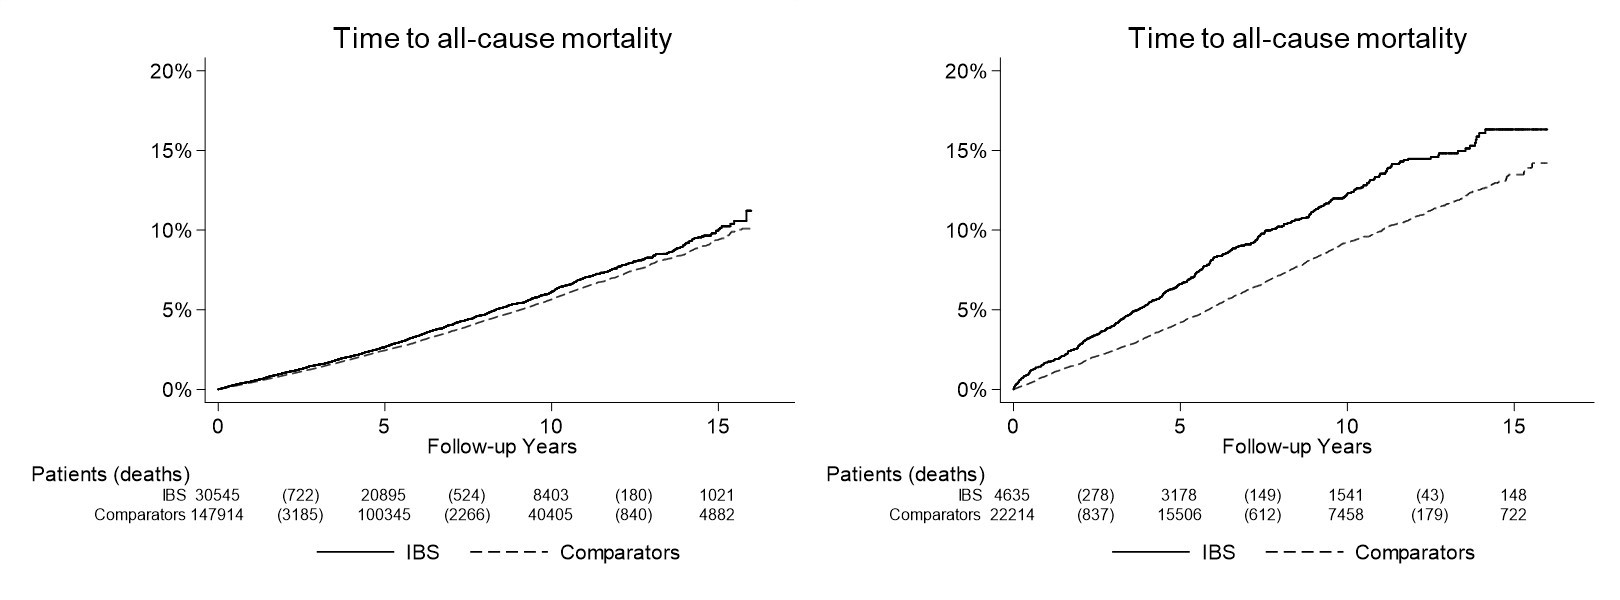 Time to all-cause mortality
20%
15%
10%
5%
0%
0 5 10 15
Follow-up Years
Patients (deaths)
IBS 30545 (722) 20895 (524) 8403 (180) 1021
Comparators 147914 (3185) 100345 (2266) 40405 (840) 4882
IBS Comparators
Time to all-cause mortality
20%
15%
10%
5%
0%
0 5 10 15
Follow-up Years
Patients (deaths)
IBS 4635 (278) 3178 (149) 1541 (43) 148
Comparators 22214 (837) 15506 (612) 7458 (179) 722
IBS Comparators